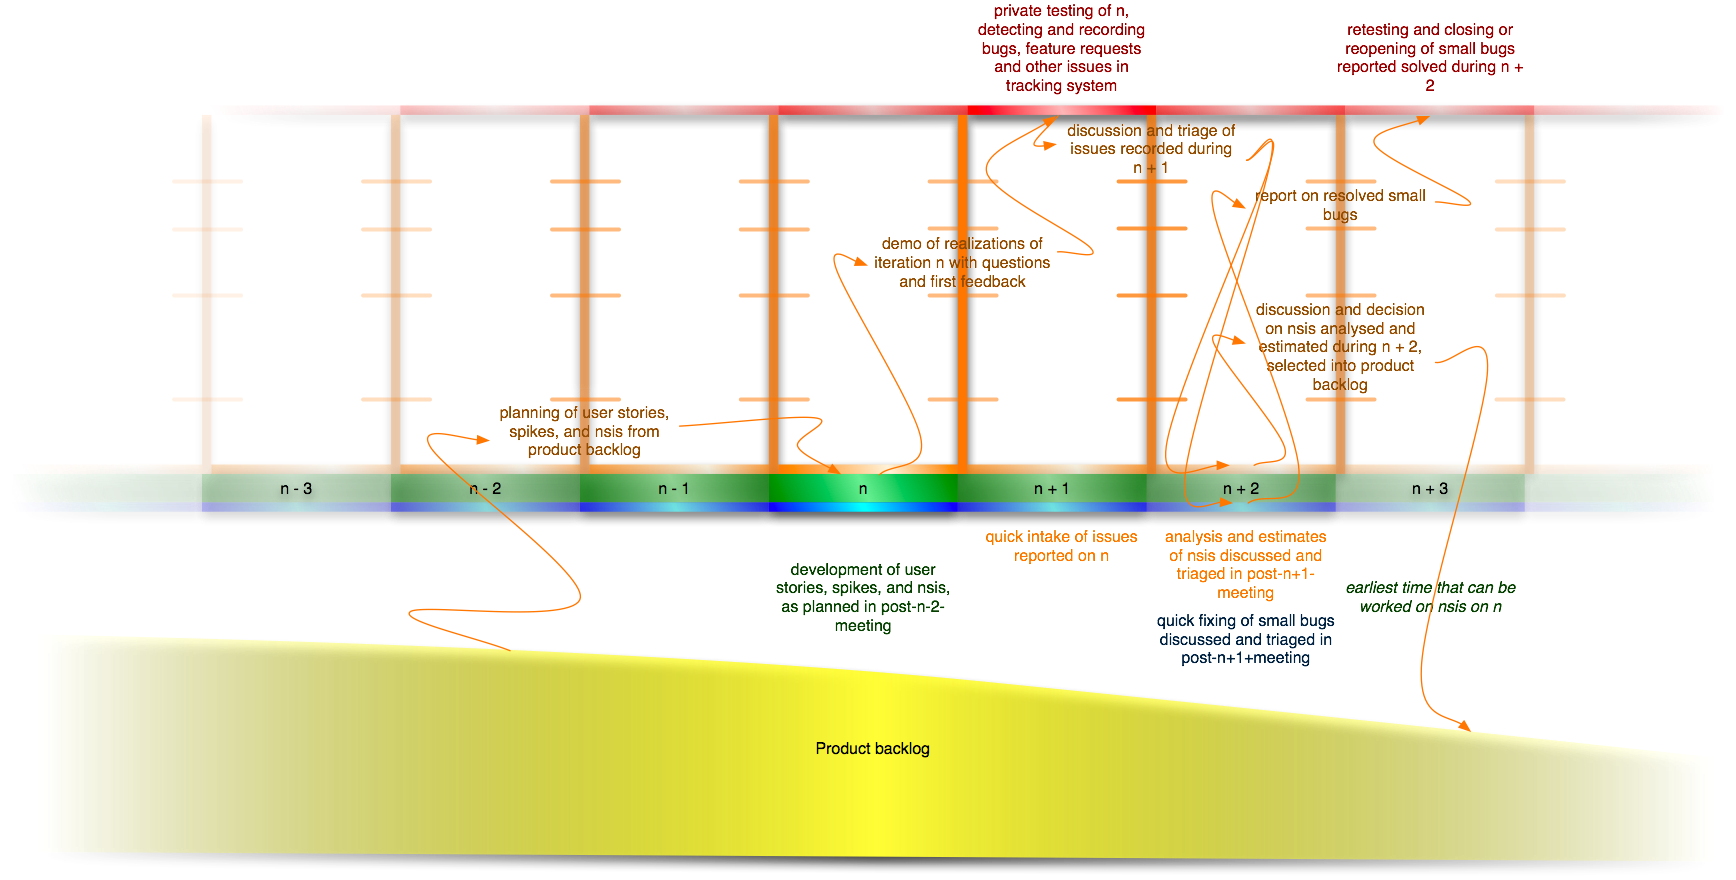 private testing of n,
detecting and recording
bugs, feature requests
and other issues in
tracking system
retesting and closing or
reopening of small bugs
reported solved during n +
2
discussion and triage of
issues recorded during
n + 1
report on resolved small
bugs
demo of realizations of
iteration n with questions
and first feedback
discussion and decision
on nsis analysed and
estimated during n + 2,
selected into product
backlog
planning of user stories,
spikes, and nsis from
product backlog
n - 3
n - 2
n - 1
n
n + 1
n + 2
n + 3
quick intake of issues
reported on n
analysis and estimates
of nsis discussed and
triaged in post-n+1-
meeting
development of user
stories, spikes, and nsis,
as planned in post-n-2-
meeting
earliest time that can be
worked on nsis on n
quick fixing of small bugs
discussed and triaged in
post-n+1+meeting
Product backlog